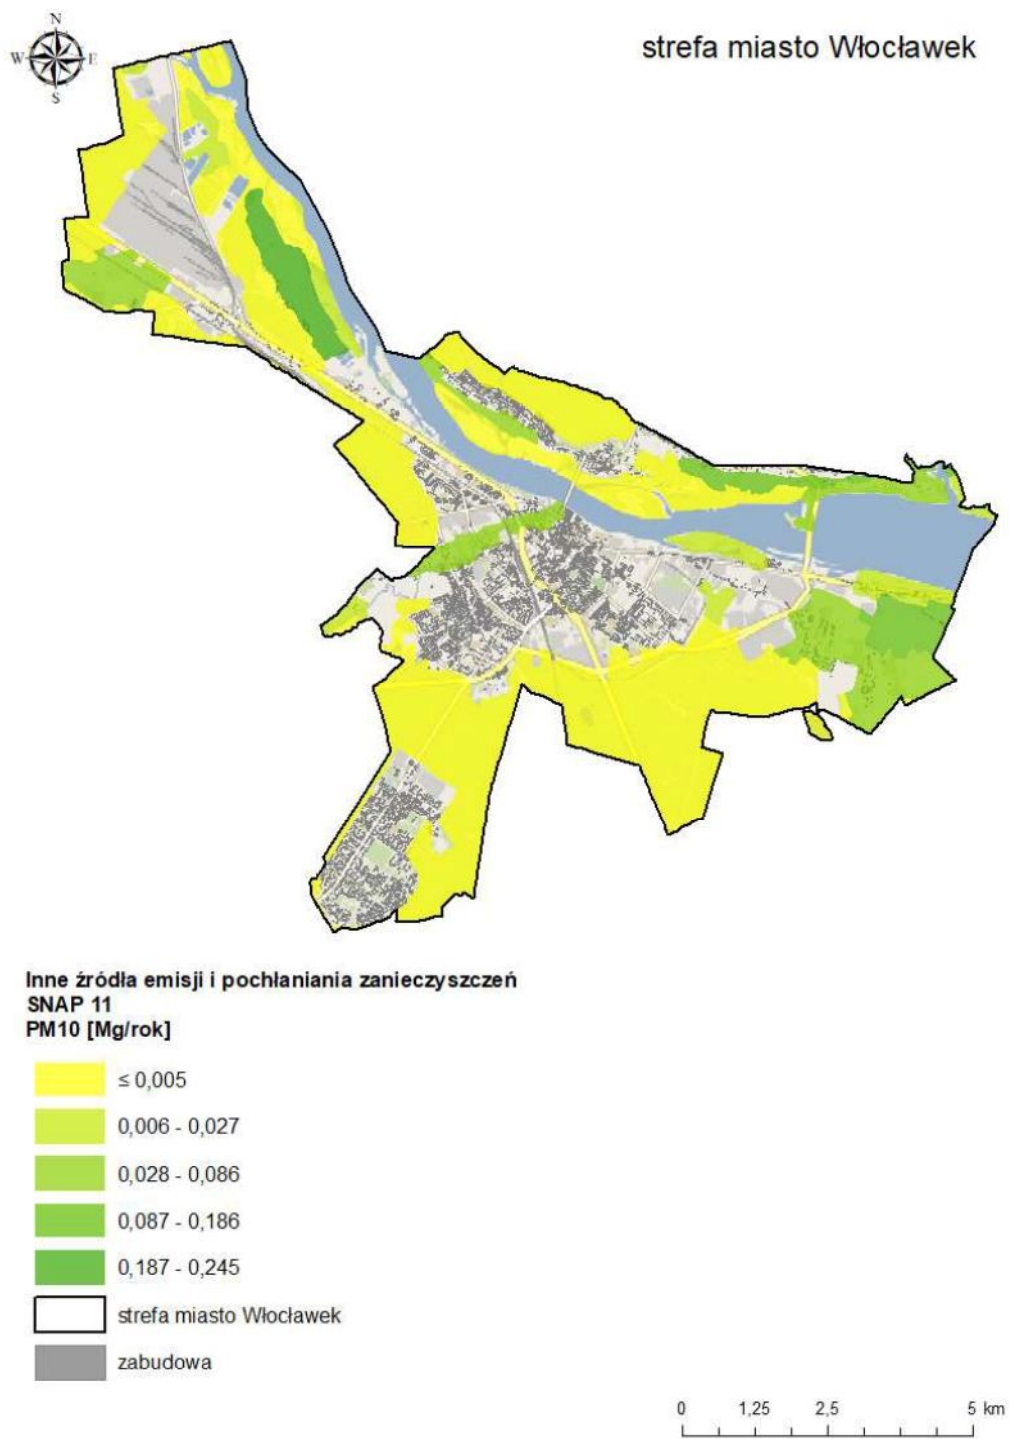 N
W E
S
strefa miasto Włocławek
Inne źródła emisji i pochłaniania zanieczyszczeń
SNAP 11
PM10 [Mg/rok]
≤ 0,005
0,006 - 0,027
0,028 - 0,086
0,087 - 0,186
0,187 - 0,245
strefa miasto Włocławek
zabudowa
0 1,25 2,5 5 km